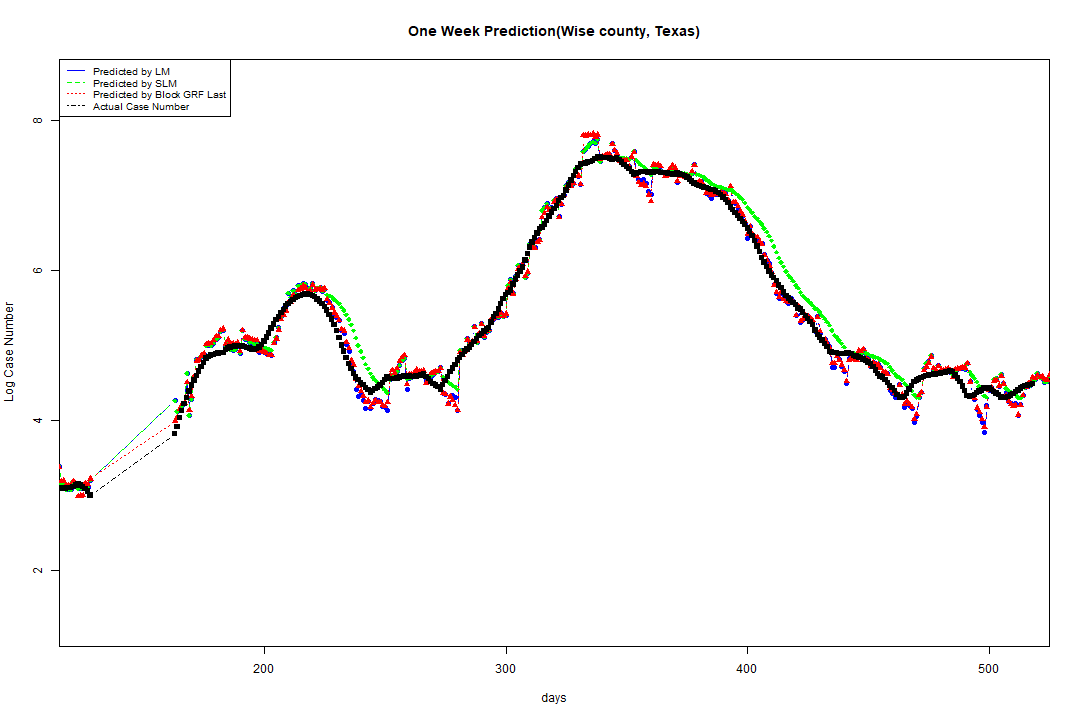 One Week Prediction(Wise county, Texas)
Predicted by LM
Predicted by SLM
Predicted by Block GRF Last
Actual Case Number
8
6
4
2
Log Case Number
200 300 400 500
days